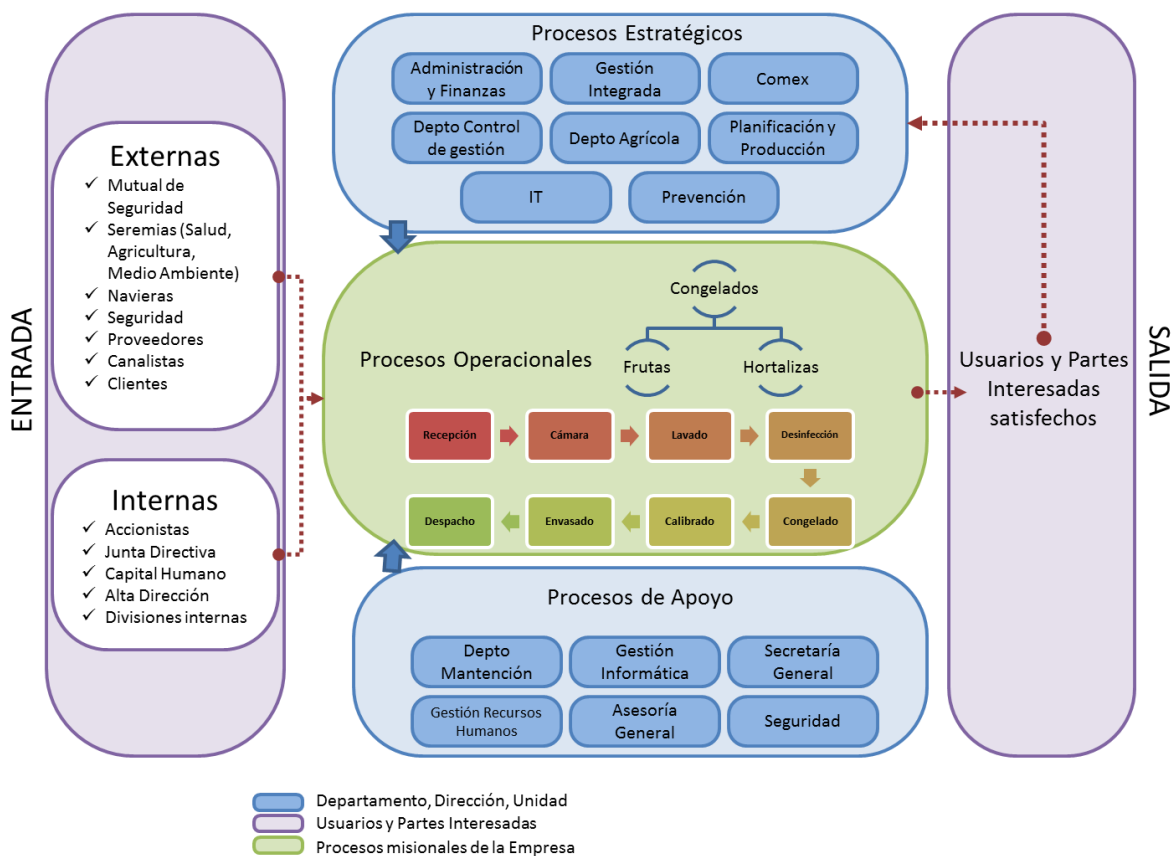 ENTRADA
Externas
✓ Mutual de
Seguridad
✓ Seremias (Salud,
Agricultura,
Medio Ambiente)
✓ Navieras
✓ Seguridad
✓ Proveedores
✓ Canalistas
✓ Clientes
Internas
✓ Accionistas
✓ Junta Directiva
✓ Capital Humano
✓ Alta Dirección
✓ Divisiones internas
Procesos Estratégicos
Administración
y Finanzas
Gestión
Integrada
Comex
Depto Control
de gestión
Depto Agrícola
Planificación y
Producción
IT
Prevención
Procesos Operacionales
Congelados
Frutas
Hortalizas
Recepción
Cámara
Lavado
Desinfección
Despacho
Envasado
Calibrado
Congelado
Procesos de Apoyo
Depto
Mantención
Gestión
Informática
Secretaría
General
Gestión Recursos
Humanos
Asesoría
General
Seguridad
Usuarios y Partes
Interesadas
satisfechos
SALIDA
Departamento, Dirección, Unidad
Usuarios y Partes Interesadas
Procesos misionales de la Empresa